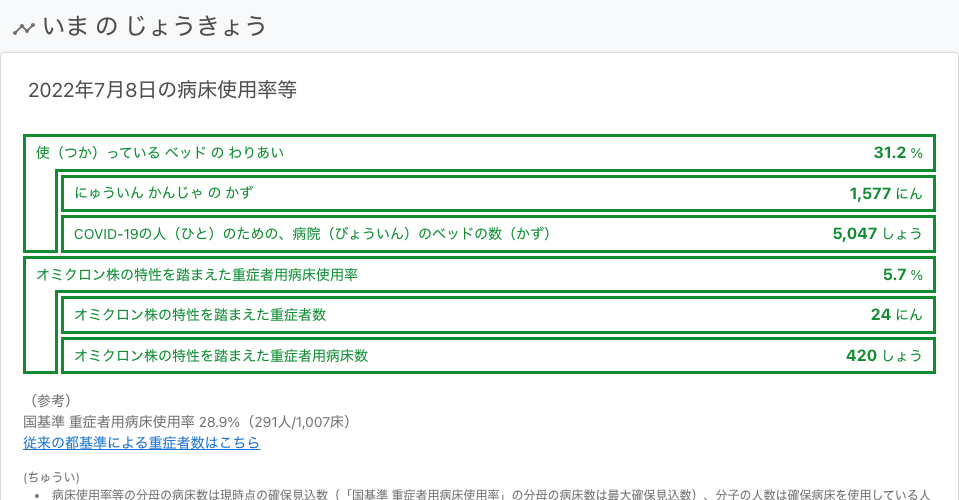 いま の じょうきょう
2022年7月8日の病床使用率等
使（つか）っている ベッド の わりあい 31.2 %
にゅういん かんじゃ の かず 1,577 にん
COVID-19の人（ひと）のための、病院（びょういん）のベッドの数（かず） 5,047 しょう
オミクロン株の特性を踏まえた重症者用病床使用率 5.7 %
オミクロン株の特性を踏まえた重症者数 24 にん
オミクロン株の特性を踏まえた重症者用病床数 420 しょう
（参考）
国基準 重症者用病床使用率 28.9%（291人/1,007床）
従来の都基準による重症者数はこちら
(ちゅうい)
• 病床使用率等の分母の病床数は現時点の確保見込数（「国基準 重症者用病床使用率」の分母の病床数は最大確保見込数）、分子の人数は確保病床を使用している人